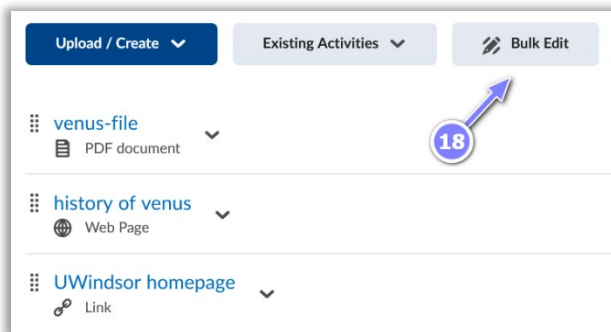 Upload / Create Existing Activities Bulk Edit
18
venus-file
PDF document
history of venus
Web Page
UWindsor homepage
Link